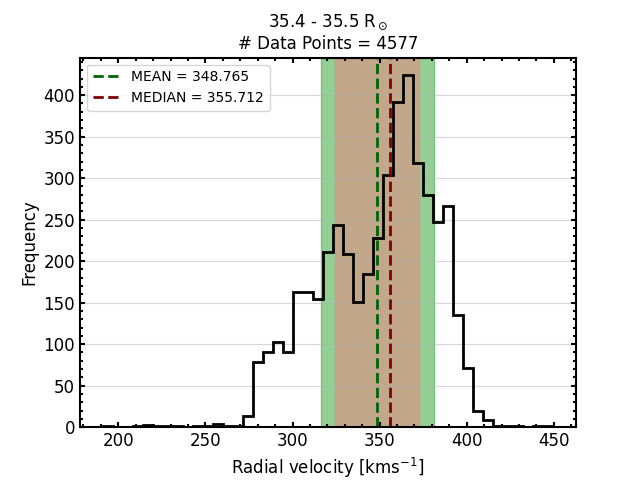 35.4 - 35.5 R⊙
# Data Points = 4577
MEAN = 348.765
MEDIAN = 355.712
400
350
300
250
200
150
100
50
0
Frequency
200 250 300 350 400 450
Radial velocity [kms⁻¹]